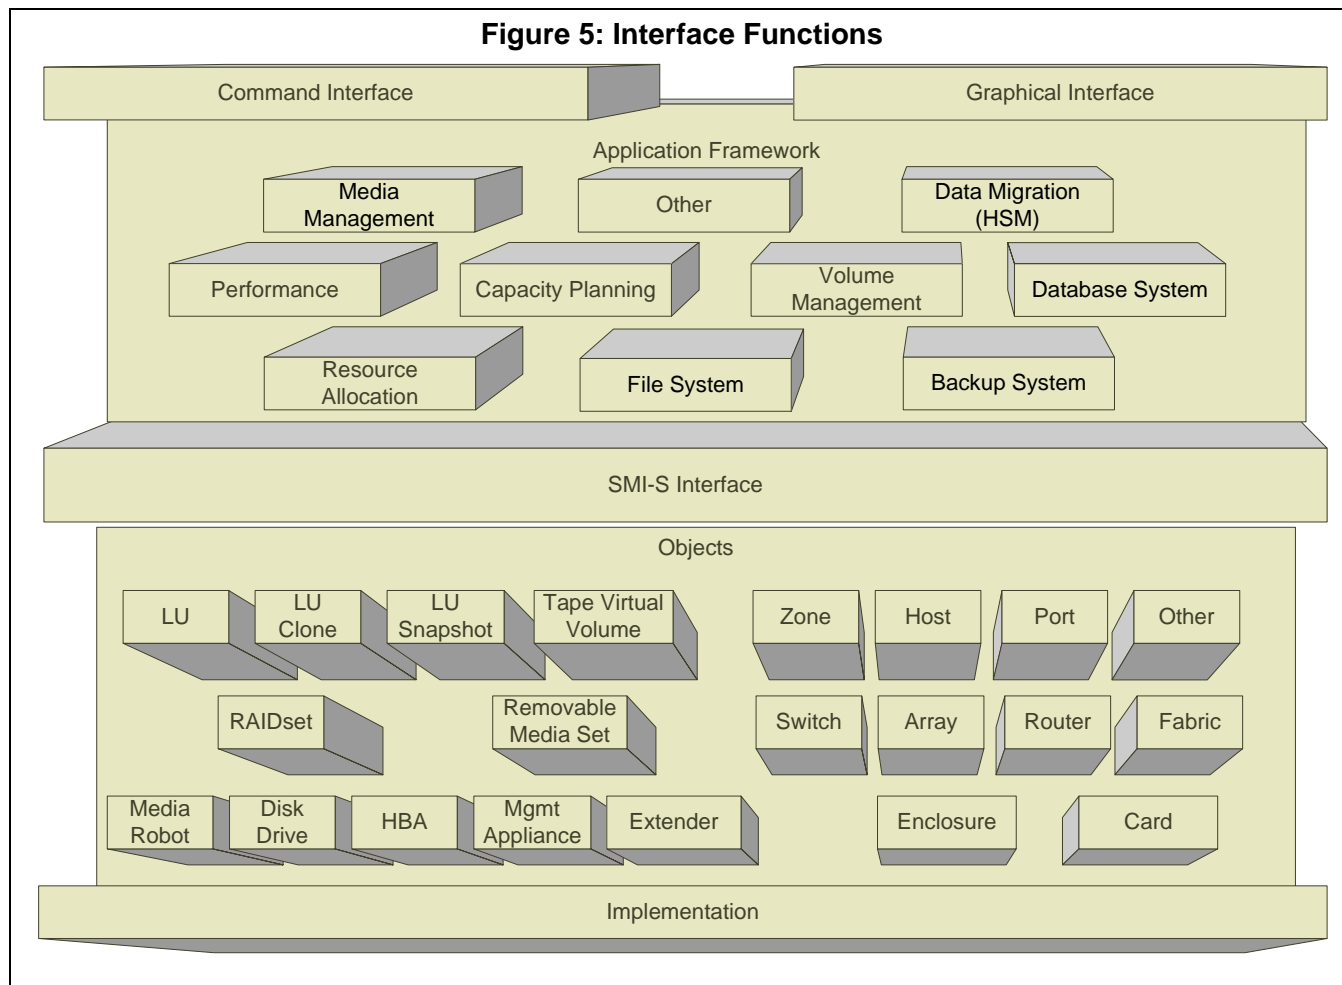 Figure 5: Interface Functions
Command Interface
Graphical Interface
Application Framework
Media
Management
Other
Data Migration
(HSM)
Performance
Capacity Planning
Volume
Management
Database System
Resource
Allocation
File System
Backup System
SMI-S Interface
Objects
LU
LU
Clone
LU
Snapshot
Tape Virtual
Volume
Zone
Host
Port
Other
RAIDset
Removable
Media Set
Switch
Array
Router
Fabric
Media
Robot
Disk
Drive
HBA
Mgmt
Appliance
Extender
Enclosure
Card
Implementation